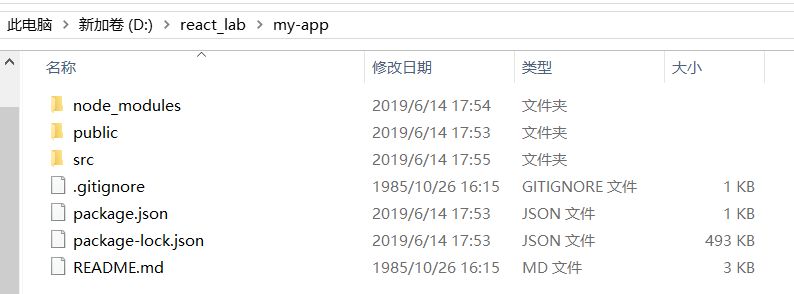 此电脑 > 新加卷 (D:) > react_lab > my-app
名称 修改日期 类型 大小
node_modules 2019/6/14 17:54 文件夹
public 2019/6/14 17:53 文件夹
src 2019/6/14 17:55 文件夹
.gitignore 1985/10/26 16:15 GITIGNORE 文件 1 KB
package.json 2019/6/14 17:53 JSON 文件 1 KB
package-lock.json 2019/6/14 17:53 JSON 文件 493 KB
README.md 1985/10/26 16:15 MD 文件 3 KB